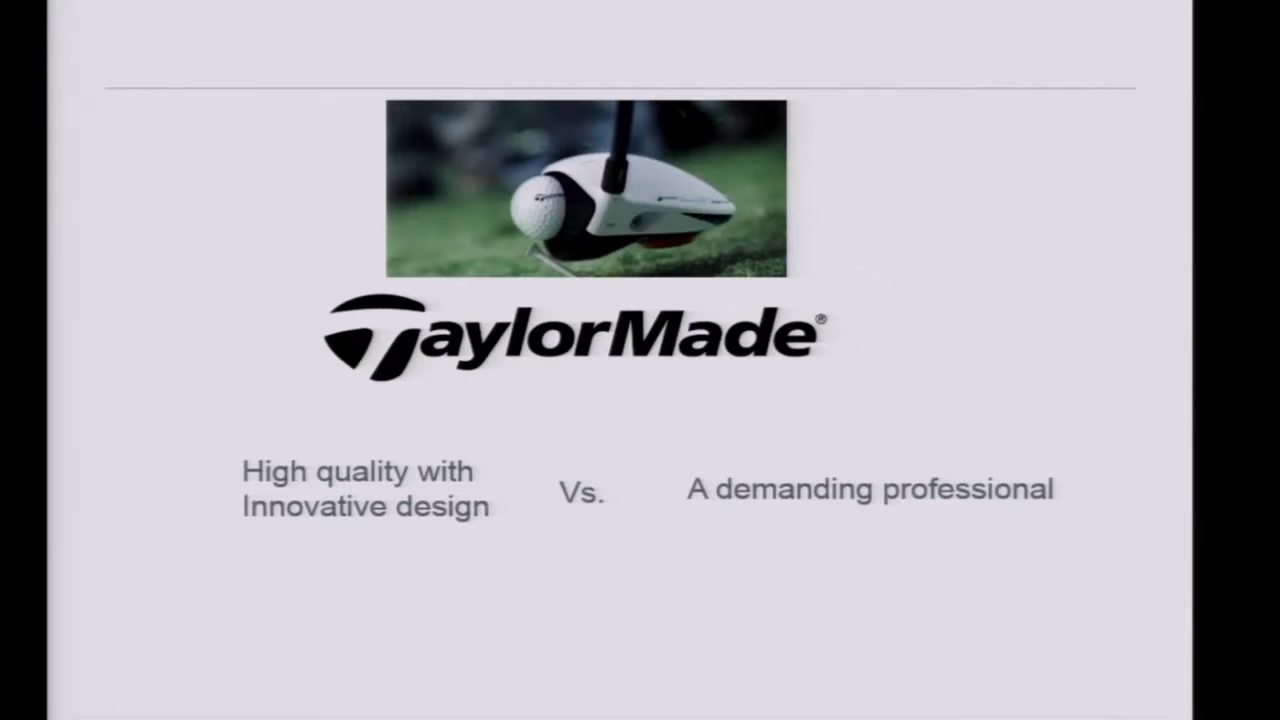 TaylorMade®
High quality with
Innovative design
Vs.
A demanding professional